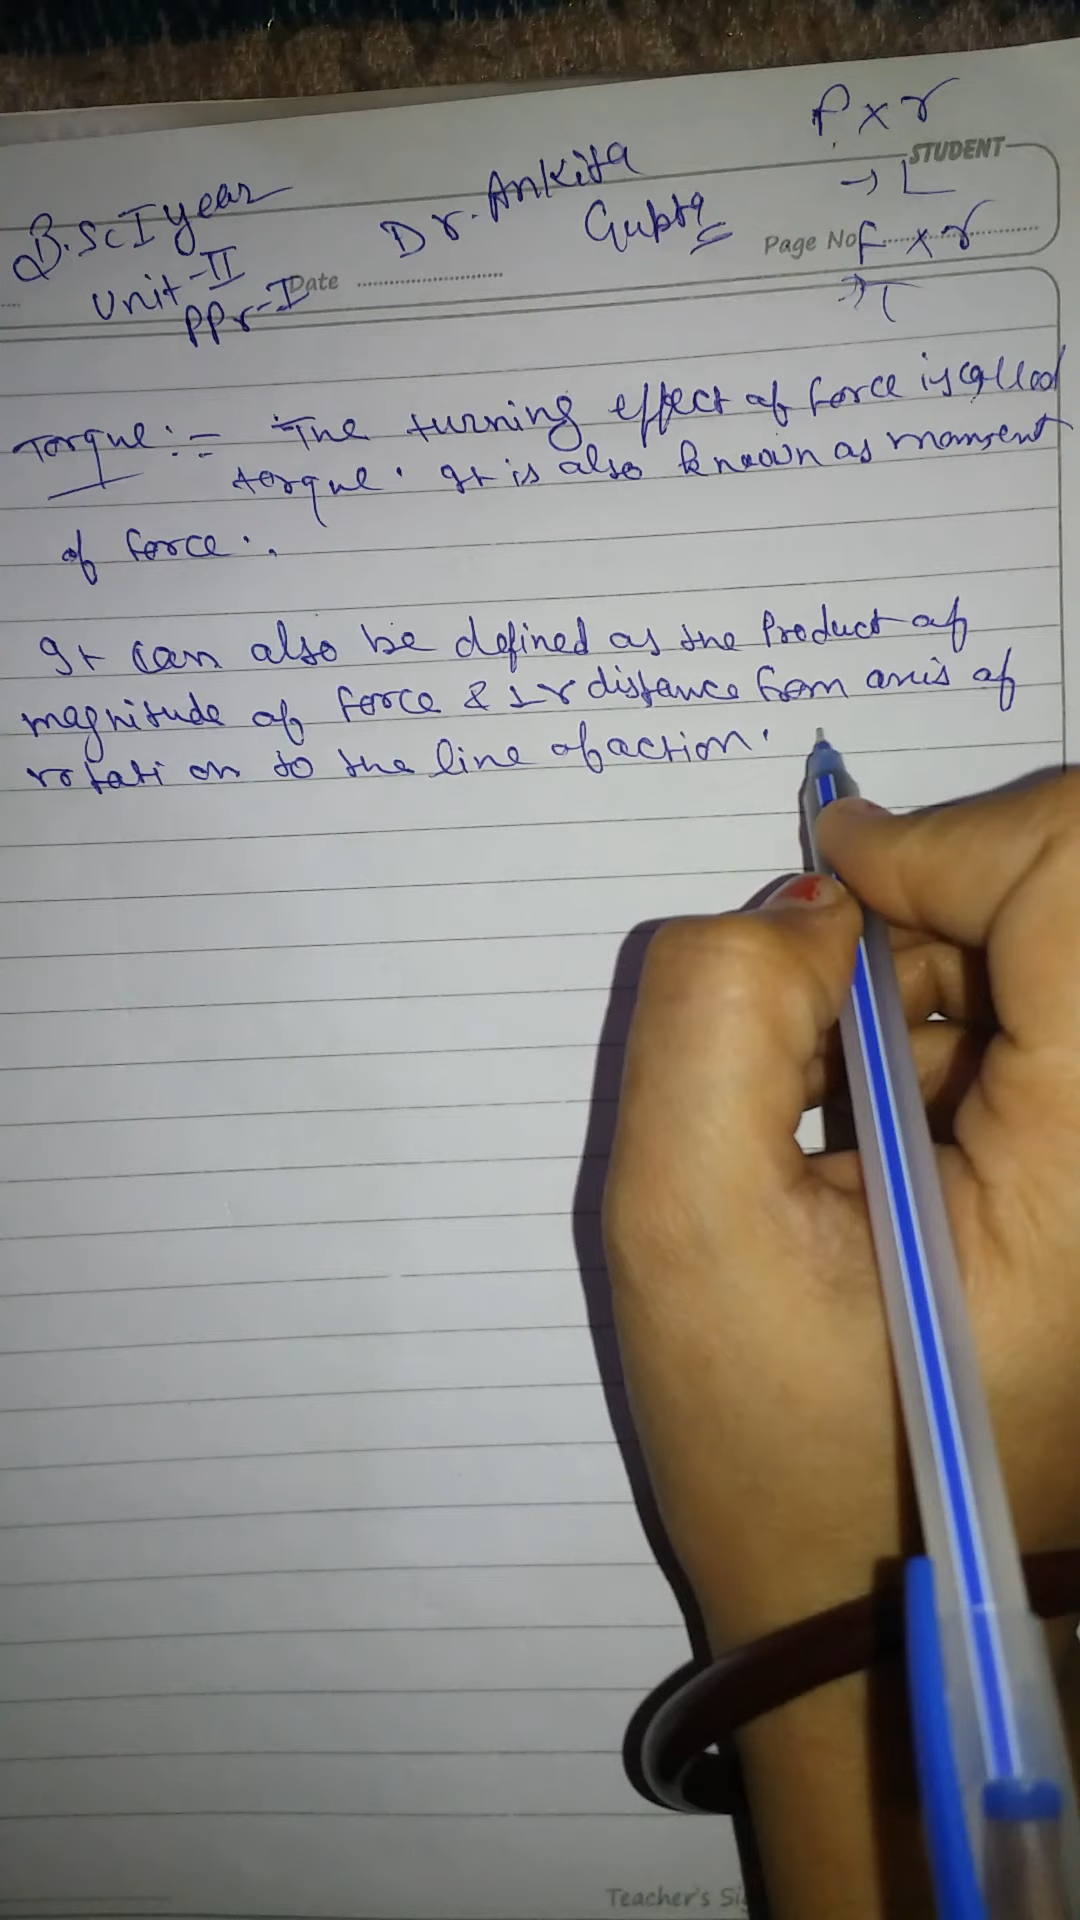 P × r
STUDENT
→ L
B.Sc I year
Dr. Ankita
Gupta
Page No. F × r
Unit-II
Date
→ τ
PPr-I
Torque :- The turning effect of force is called
torque. It is also known as moment
of force.
It can also be defined as the Product of
magnitude of force & ⊥r distance from axis of
rotation to the line of action.
Teacher's